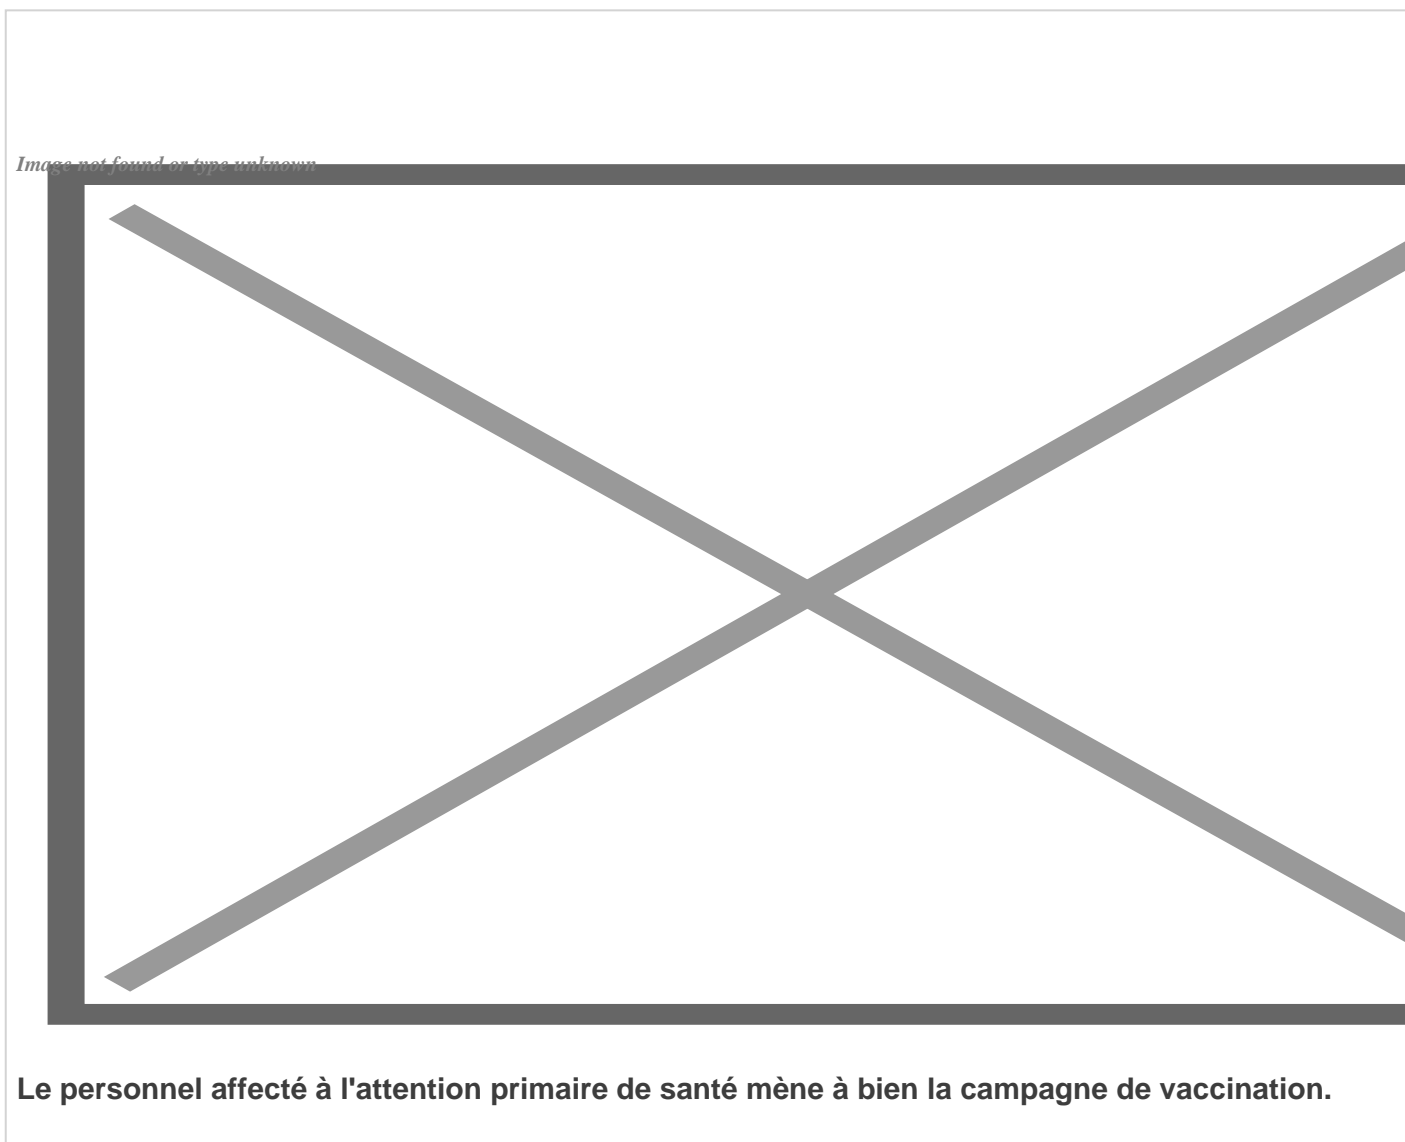 Image not found or type unknown
Le personnel affecté à l'attention primaire de santé mène à bien la campagne de vaccination.